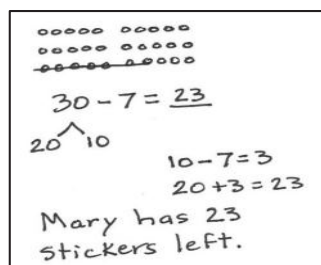 30 - 7 = 23
20 10
10 - 7 = 3
20 + 3 = 23
Mary has 23
stickers left.